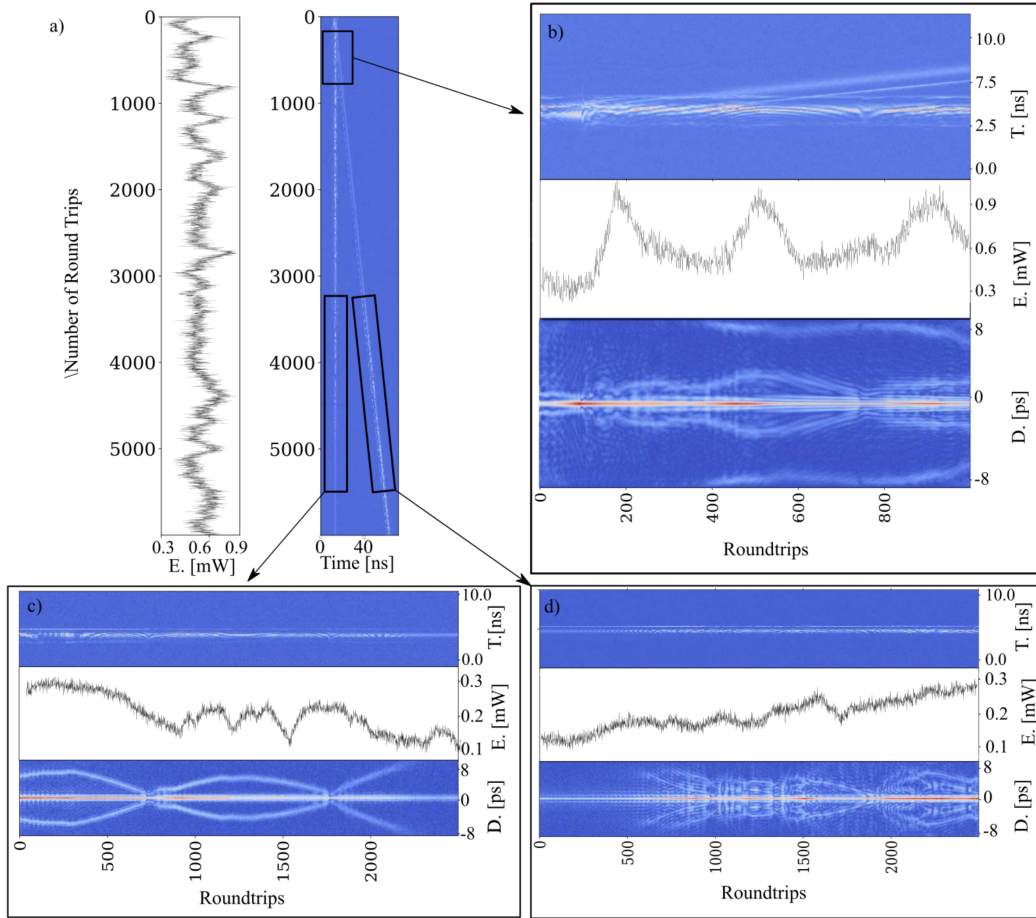 a)
0
1000
2000
3000
4000
5000
\Number of Round Trips
0.3 0.6 0.9
E. [mW]
0
1000
2000
3000
4000
5000
0 40
Time [ns]
b)
10.0
7.5
2.5
0.0
T. [ns]
0.9
0.6
0.3
E. [mW]
8
0
-8
D. [ps]
0 200 400 600 800
Roundtrips
c)
10.0
0.0
T.[ns]
0.3
0.2
0.1
E. [mW]
8
0
-8
D. [ps]
0 500 1000 1500 2000
Roundtrips
d)
10.0
0.0
T. [ns]
0.3
0.2
0.1
E. [mW]
8
0
-8
D. [ps]
0 500 1000 1500 2000
Roundtrips